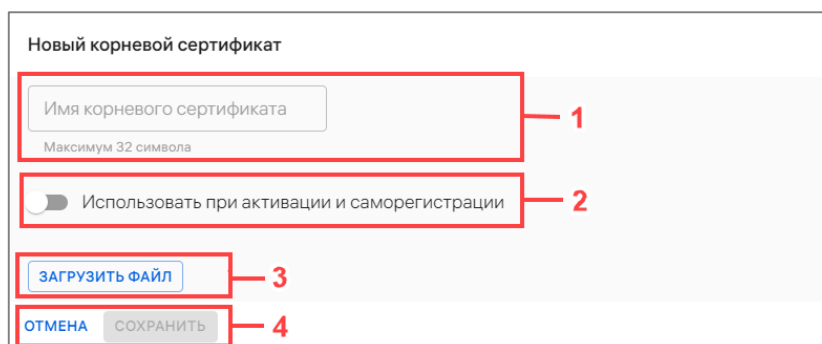 Новый корневой сертификат
Имя корневого сертификата
1
Максимум 32 символа
Использовать при активации и саморегистрации
2
ЗАГРУЗИТЬ ФАЙЛ
3
ОТМЕНА СОХРАНИТЬ
4